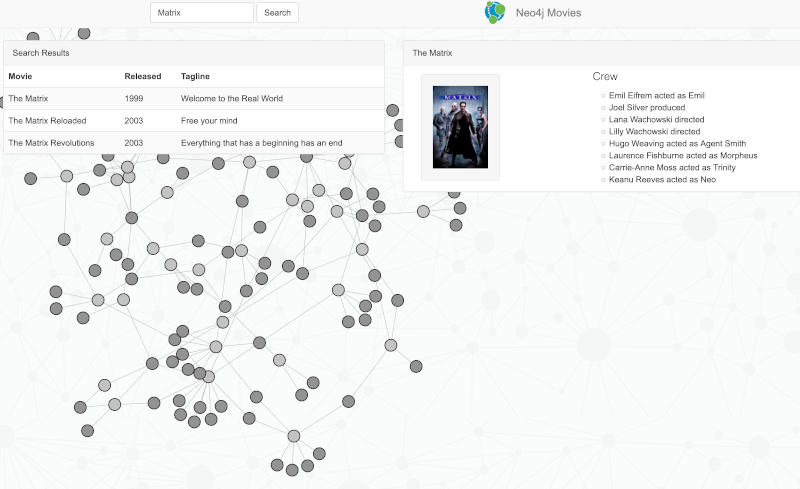 Matrix Search Neo4j Movies
Search Results
Movie Released Tagline
The Matrix 1999 Welcome to the Real World
The Matrix Reloaded 2003 Free your mind
The Matrix Revolutions 2003 Everything that has a beginning has an end
The Matrix
MATRIX
Crew
Emil Eifrem acted as Emil
Joel Silver produced
Lana Wachowski directed
Lilly Wachowski directed
Hugo Weaving acted as Agent Smith
Laurence Fishburne acted as Morpheus
Carrie-Anne Moss acted as Trinity
Keanu Reeves acted as Neo